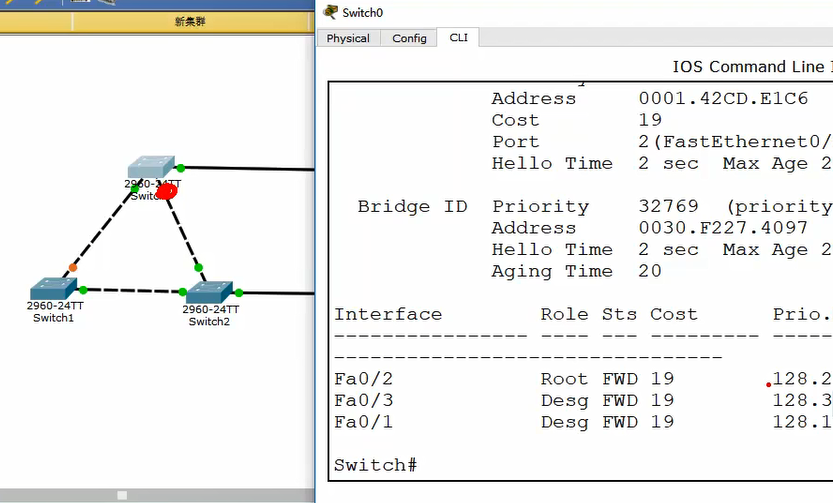 新集群
Switch0
Physical Config CLI
IOS Command Line I
Address 0001.42CD.E1C6
Cost 19
Port 2(FastEthernet0/
Hello Time 2 sec Max Age 2
Bridge ID Priority 32769 (priority
Address 0030.F227.4097
Hello Time 2 sec Max Age 2
Aging Time 20
Interface Role Sts Cost Prio.
---------------- ---- --- --------- -----
--------------------------------
Fa0/2 Root FWD 19 128.2
Fa0/3 Desg FWD 19 128.3
Fa0/1 Desg FWD 19 128.1
Switch#
2960-24TT
2960-24TT
Switch1
2960-24TT
Switch2